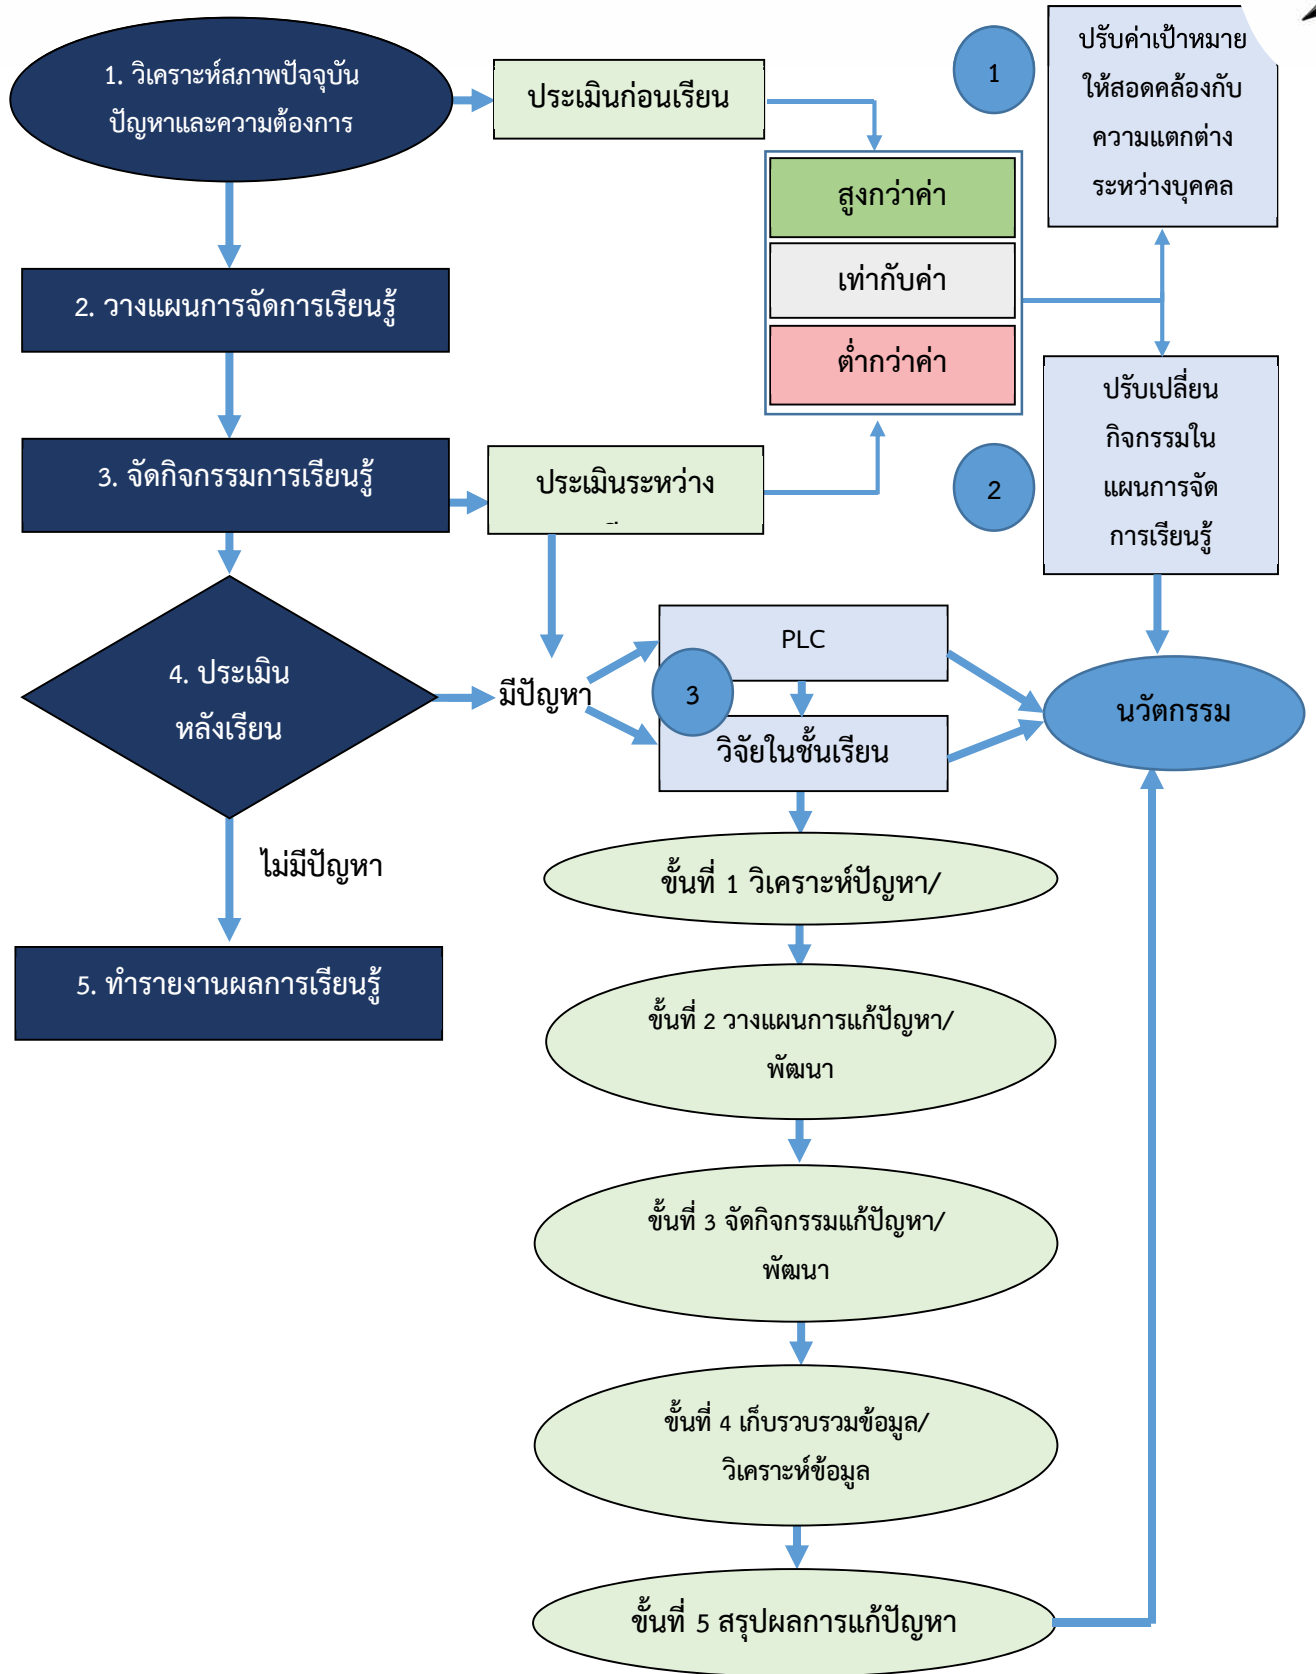 1. วิเคราะห์สภาพปัจจุบัน
ปัญหาและความต้องการ
ประเมินก่อนเรียน
1
ปรับค่าเป้าหมาย
ให้สอดคล้องกับ
ความแตกต่าง
ระหว่างบุคคล
สูงกว่าค่า
เท่ากับค่า
ต่ำกว่าค่า
2. วางแผนการจัดการเรียนรู้
3. จัดกิจกรรมการเรียนรู้
ประเมินระหว่าง
2
ปรับเปลี่ยน
กิจกรรมใน
แผนการจัด
การเรียนรู้
4. ประเมิน
หลังเรียน
มีปัญหา
PLC
3
วิจัยในชั้นเรียน
นวัตกรรม
ไม่มีปัญหา
5. ทำรายงานผลการเรียนรู้
ขั้นที่ 1 วิเคราะห์ปัญหา/
ขั้นที่ 2 วางแผนการแก้ปัญหา/
พัฒนา
ขั้นที่ 3 จัดกิจกรรมแก้ปัญหา/
พัฒนา
ขั้นที่ 4 เก็บรวบรวมข้อมูล/
วิเคราะห์ข้อมูล
ขั้นที่ 5 สรุปผลการแก้ปัญหา